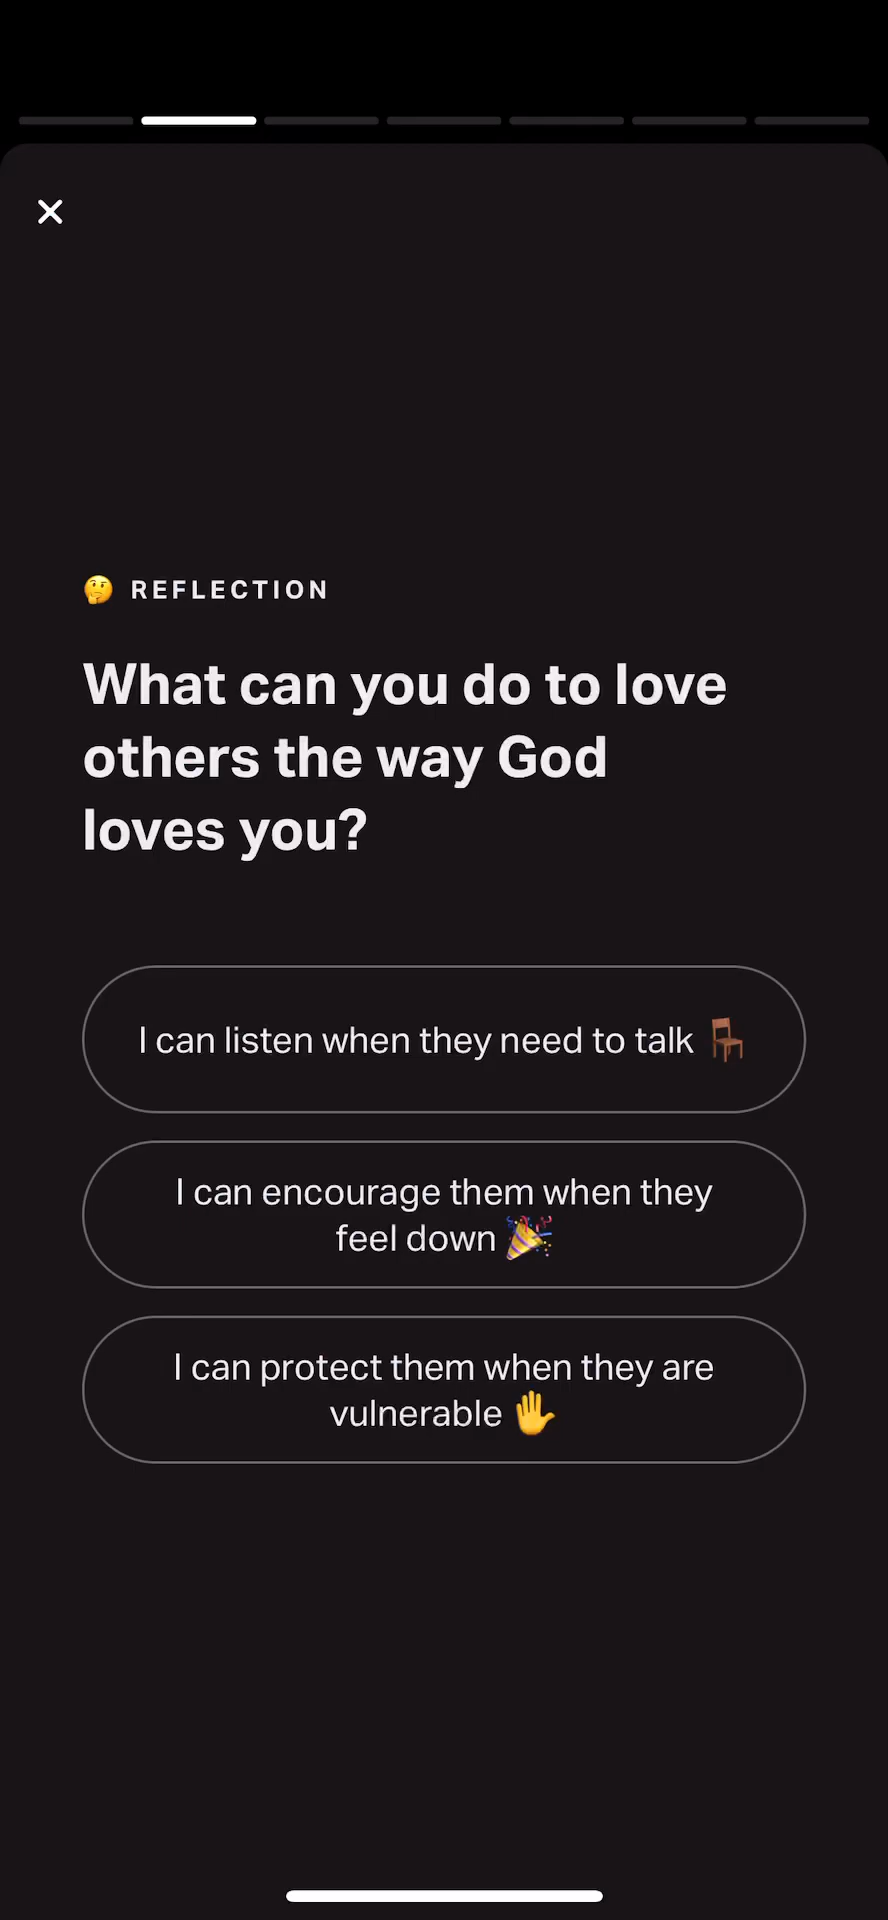 🤔 REFLECTION
What can you do to love
others the way God
loves you?
I can listen when they need to talk 🪑
I can encourage them when they
feel down 🎉
I can protect them when they are
vulnerable ✋